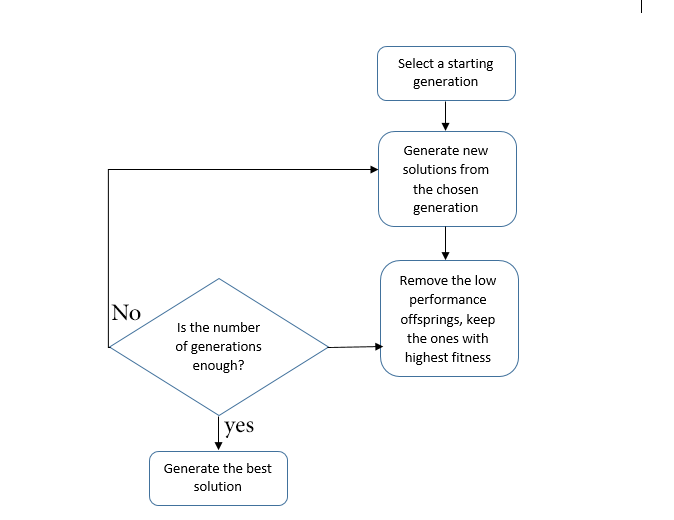 Select a starting
generation
Generate new
solutions from
the chosen
generation
Remove the low
performance
offsprings, keep
the ones with
highest fitness
No
Is the number
of generations
enough?
yes
Generate the best
solution